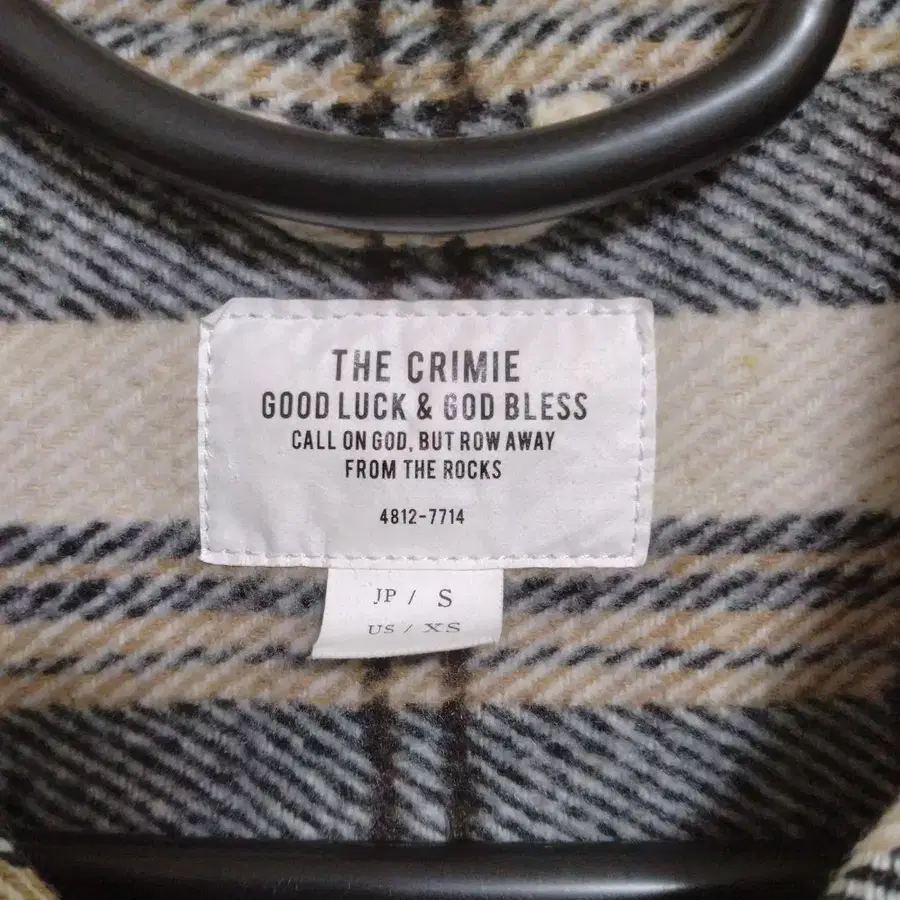 THE CRIMIE
GOOD LUCK & GOD BLESS
CALL ON GOD, BUT ROW AWAY
FROM THE ROCKS
4812-7714
JP / S
US / XS